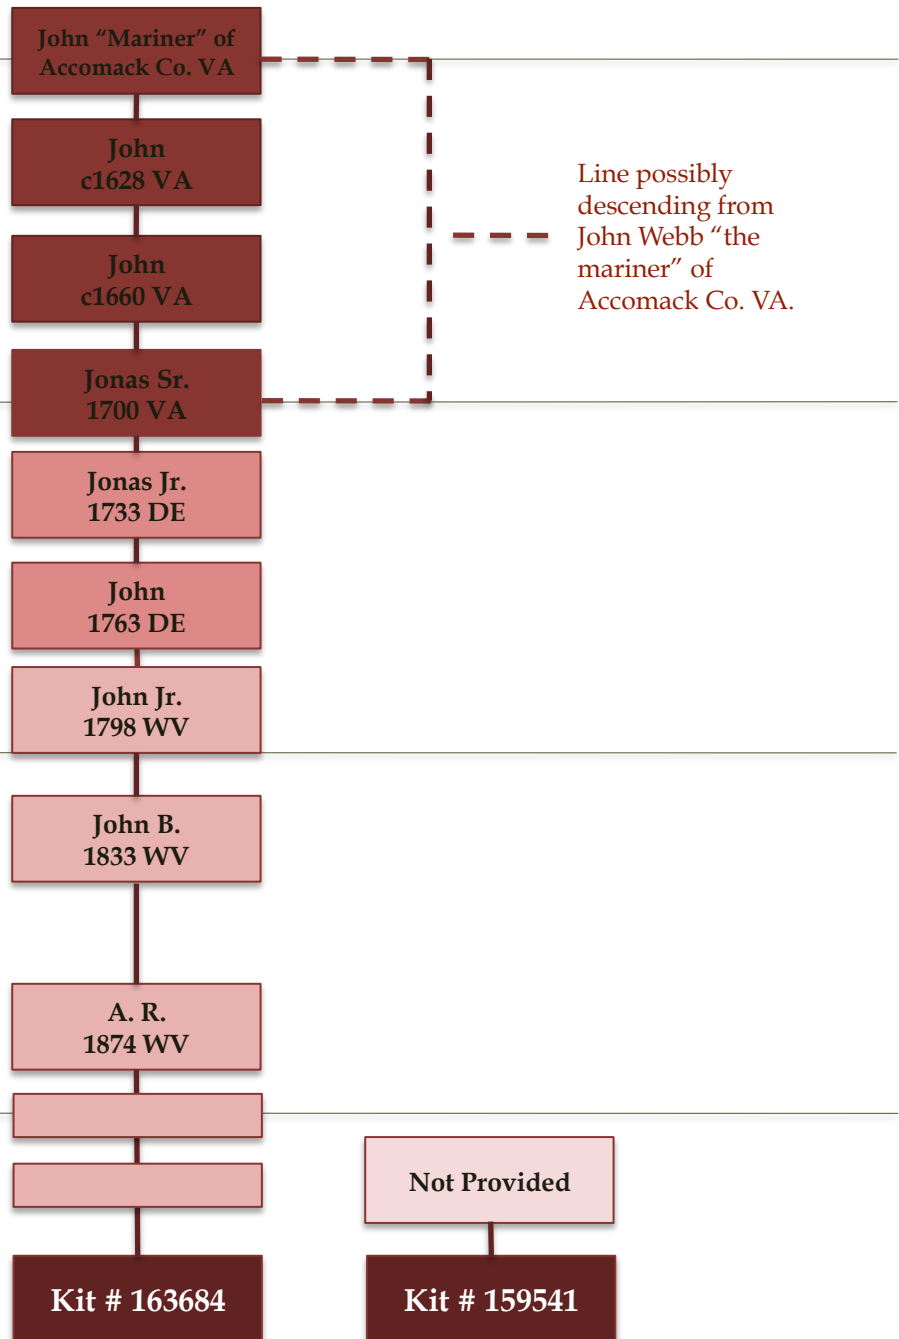 John “Mariner” of
Accomack Co. VA
John
c1628 VA
John
c1660 VA
Line possibly
descending from
John Webb “the
mariner” of
Accomack Co. VA.
Jonas Sr.
1700 VA
Jonas Jr.
1733 DE
John
1763 DE
John Jr.
1798 WV
John B.
1833 WV
A. R.
1874 WV
Not Provided
Kit # 163684
Kit # 159541